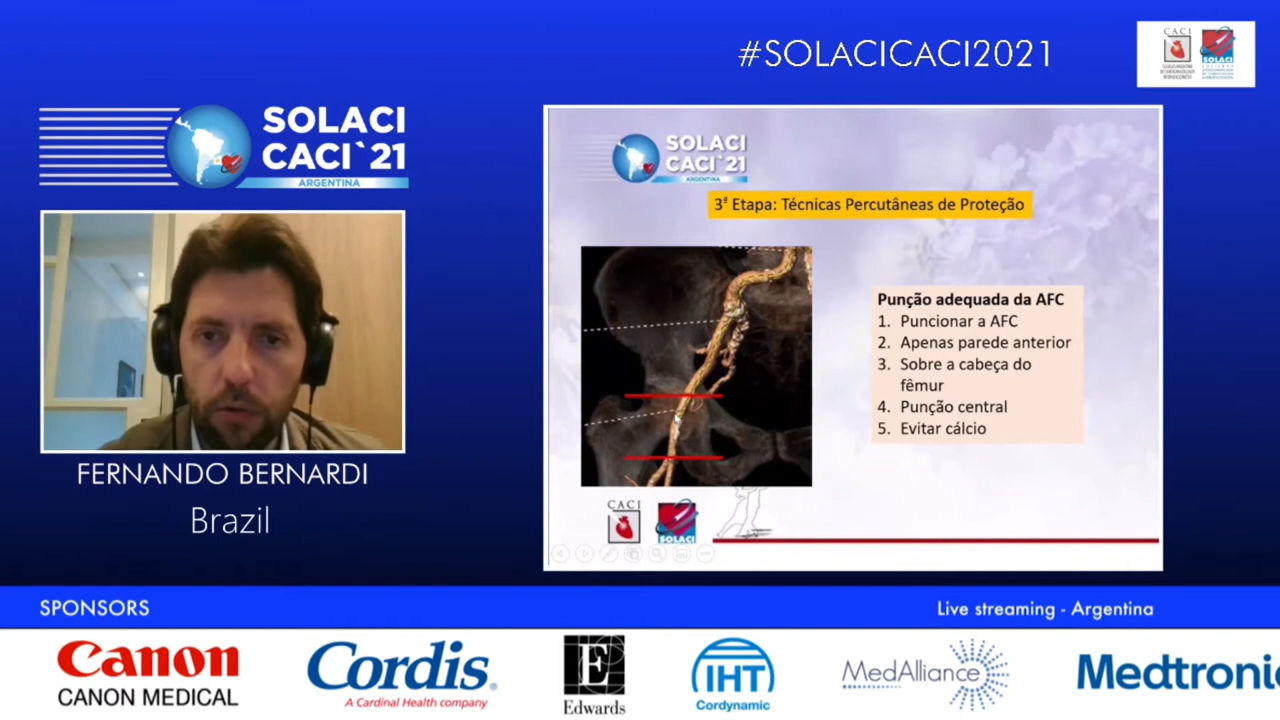 #SOLACICACI2021
CACI
SOLACI
SOLACI
CACI`21
ARGENTINA
FERNANDO BERNARDI
Brazil
SOLACI
CACI`21
ARGENTINA
3ª Etapa: Técnicas Percutâneas de Proteção
Punção adequada da AFC
1. Puncionar a AFC
2. Apenas parede anterior
3. Sobre a cabeça do
fêmur
4. Punção central
5. Evitar cálcio
CACI
SOLACI
SPONSORS
Live streaming - Argentina
Canon
CANON MEDICAL
Cordis®
A Cardinal Health company
E
Edwards
IHT
Cordynamic
MedAlliance
Medtronic